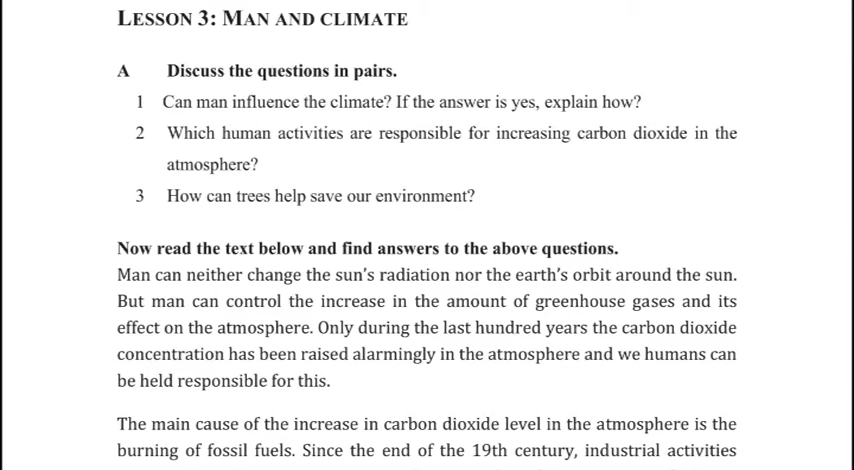 LESSON 3: MAN AND CLIMATE
A Discuss the questions in pairs.
1 Can man influence the climate? If the answer is yes, explain how?
2 Which human activities are responsible for increasing carbon dioxide in the
atmosphere?
3 How can trees help save our environment?
Now read the text below and find answers to the above questions.
Man can neither change the sun's radiation nor the earth's orbit around the sun.
But man can control the increase in the amount of greenhouse gases and its
effect on the atmosphere. Only during the last hundred years the carbon dioxide
concentration has been raised alarmingly in the atmosphere and we humans can
be held responsible for this.
The main cause of the increase in carbon dioxide level in the atmosphere is the
burning of fossil fuels. Since the end of the 19th century, industrial activities